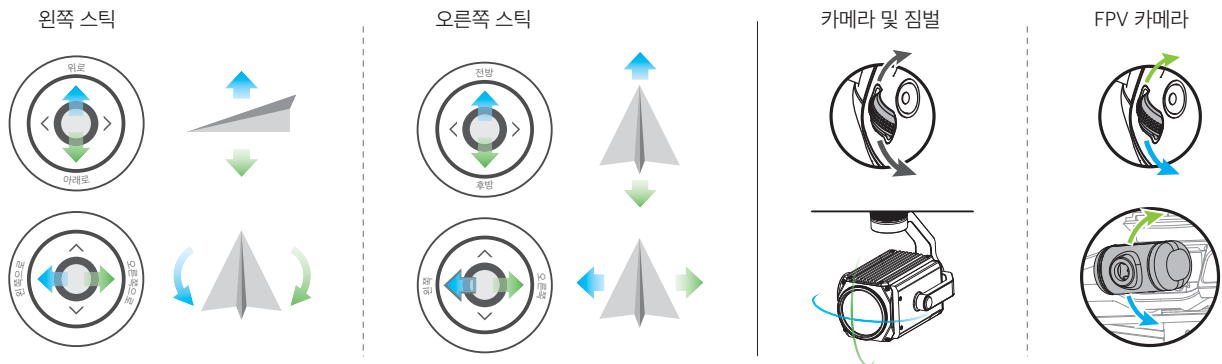 왼쪽 스틱
오른쪽 스틱
카메라 및 짐벌
FPV 카메라
위로
아래로
전방
후방
왼쪽으로
오른쪽으로
왼쪽
오른쪽